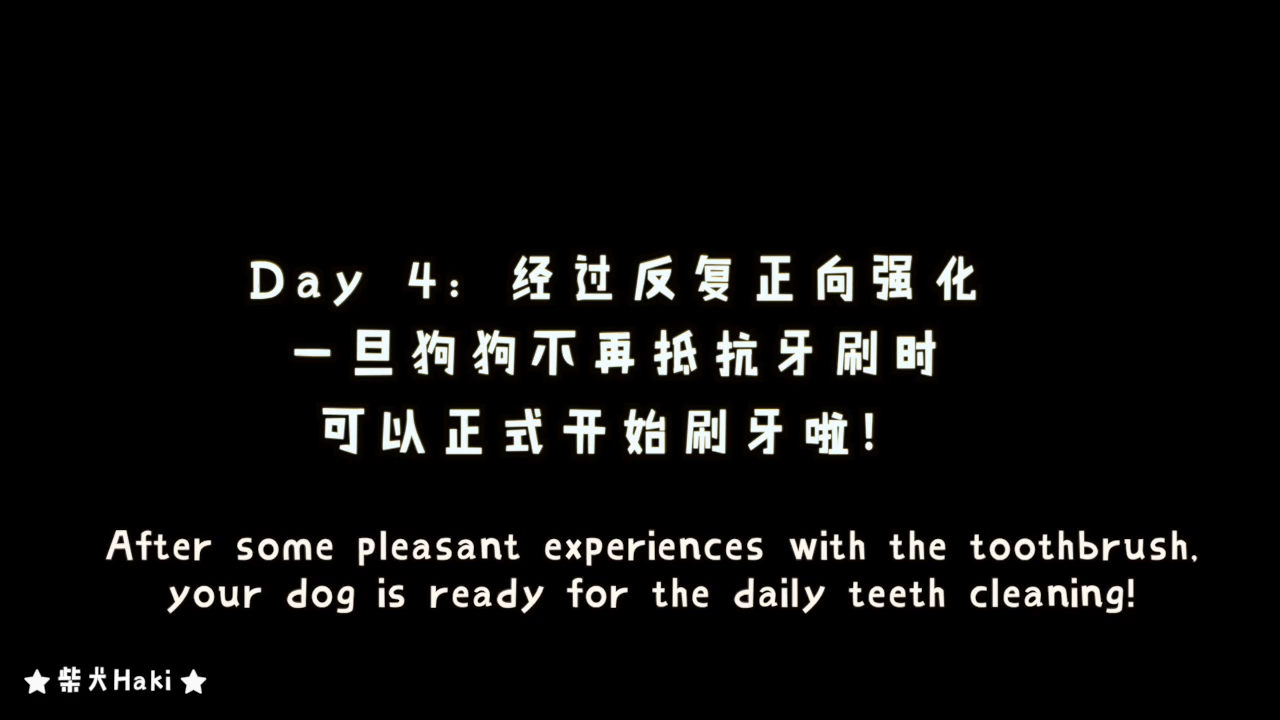 Day 4: 经过反复正向强化
一旦狗狗不再抵抗牙刷时
可以正式开始刷牙啦!
After some pleasant experiences with the toothbrush,
your dog is ready for the daily teeth cleaning!
★柴犬Haki★